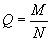 Q = M/N